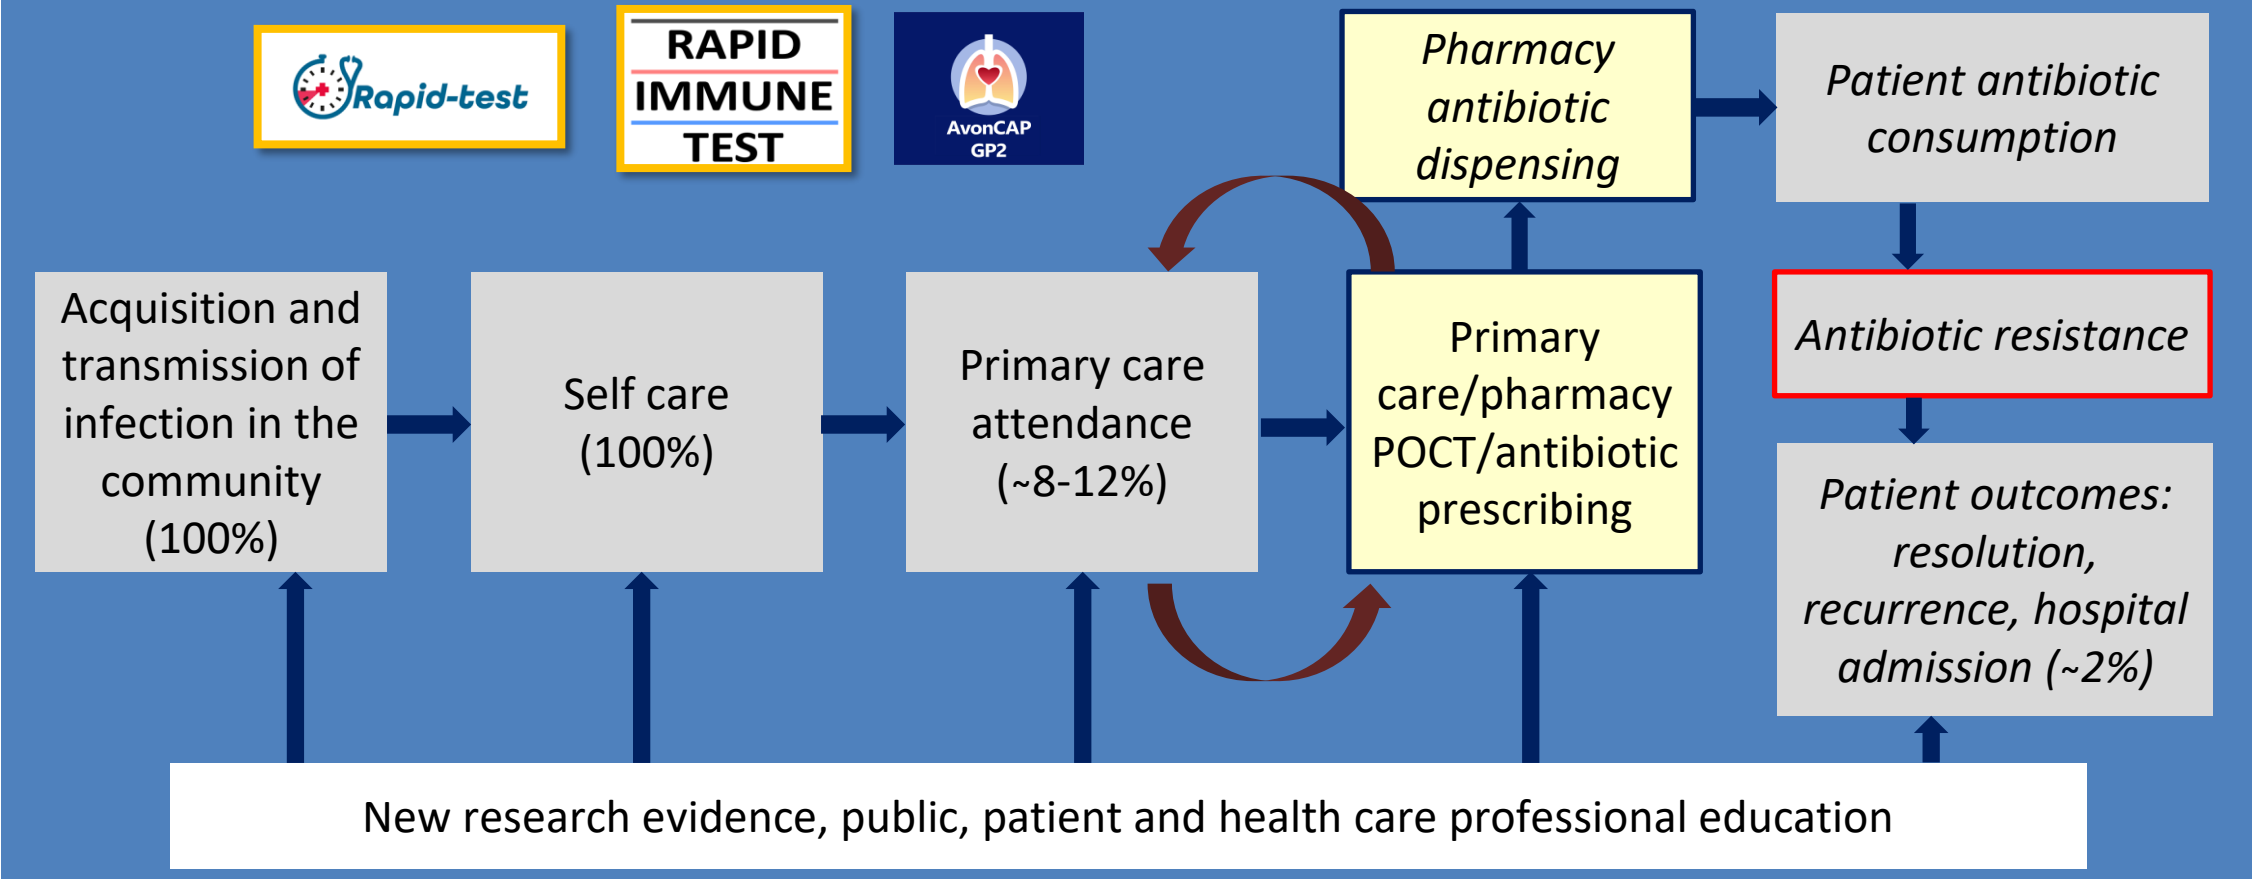 Rapid-test
RAPID
IMMUNE
TEST
AvonCAP
GP2
Pharmacy
antibiotic
dispensing
Patient antibiotic
consumption
Acquisition and
transmission of
infection in the
community
(100%)
Self care
(100%)
Primary care
attendance
(~8-12%)
Primary
care/pharmacy
POCT/antibiotic
prescribing
Antibiotic resistance
Patient outcomes:
resolution,
recurrence, hospital
admission (~2%)
New research evidence, public, patient and health care professional education